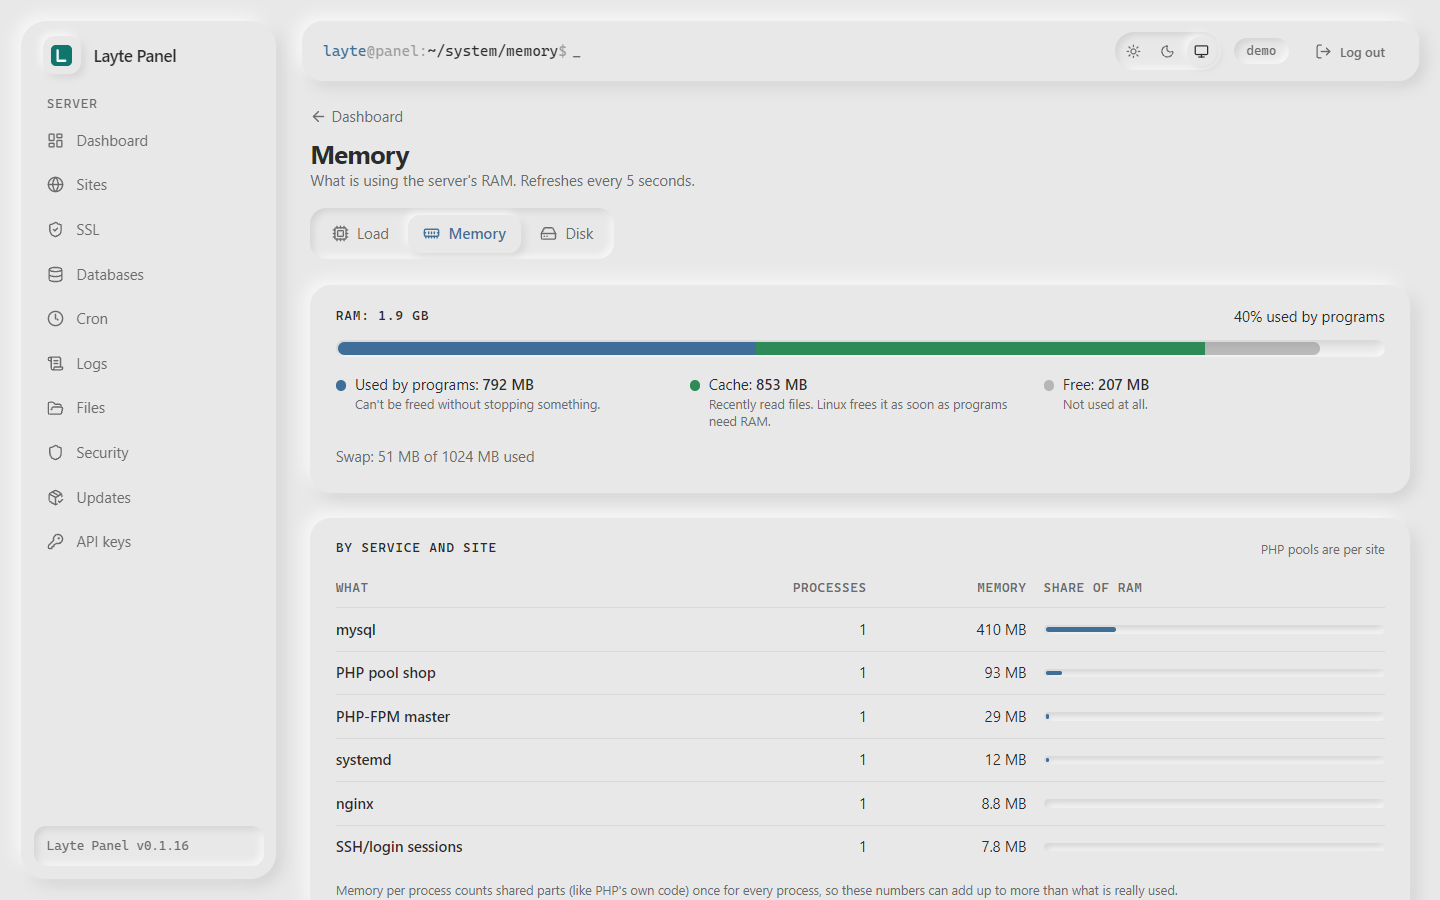 Layte Panel
SERVER
Dashboard
Sites
SSL
Databases
Cron
Logs
Files
Security
Updates
API keys
Layte Panel v0.1.16
layte@panel:~/system/memory$ _
demo
Log out
Dashboard
Memory
What is using the server's RAM. Refreshes every 5 seconds.
Load
Memory
Disk
RAM: 1.9 GB
40% used by programs
Used by programs: 792 MB
Can't be freed without stopping something.
Cache: 853 MB
Recently read files. Linux frees it as soon as programs
need RAM.
Free: 207 MB
Not used at all.
Swap: 51 MB of 1024 MB used
BY SERVICE AND SITE
PHP pools are per site
WHAT PROCESSES MEMORY SHARE OF RAM
mysql 1 410 MB
PHP pool shop 1 93 MB
PHP-FPM master 1 29 MB
systemd 1 12 MB
nginx 1 8.8 MB
SSH/login sessions 1 7.8 MB
Memory per process counts shared parts (like PHP's own code) once for every process, so these numbers can add up to more than what is really used.